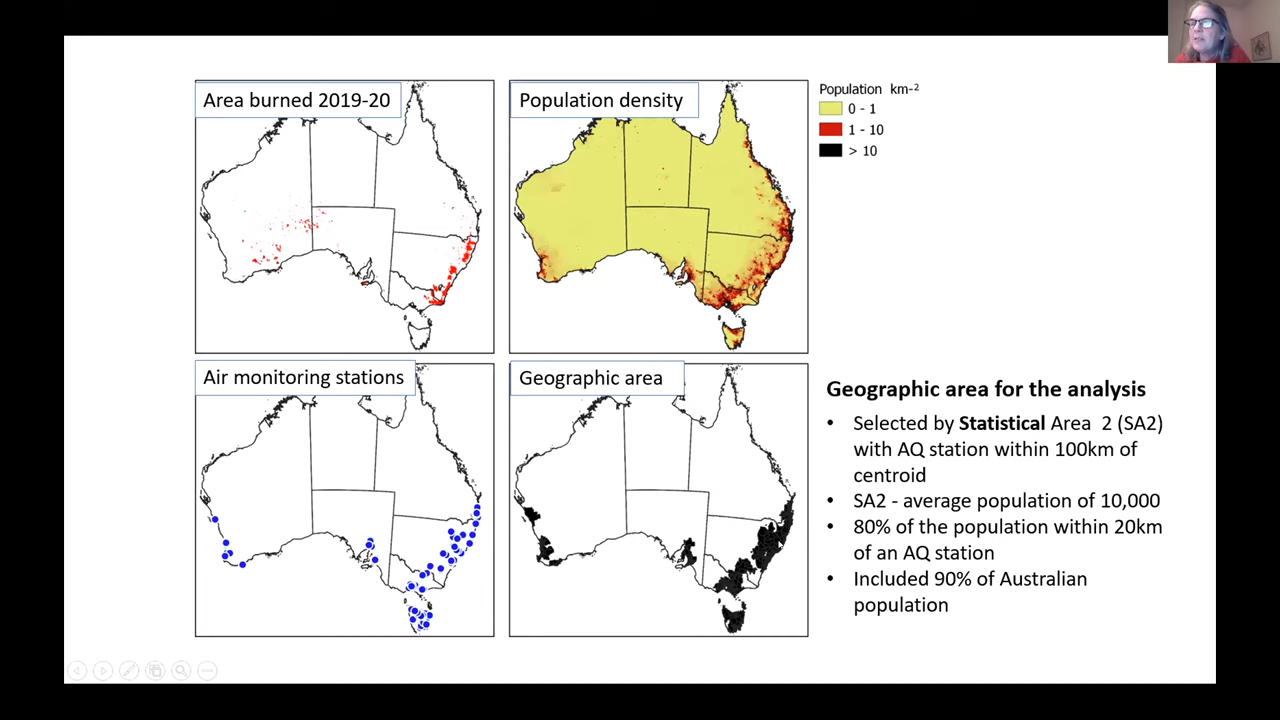 Area burned 2019-20
Population density
Population km-2
0 - 1
1 - 10
> 10
Air monitoring stations
Geographic area
Geographic area for the analysis
• Selected by Statistical Area 2 (SA2)
with AQ station within 100km of
centroid
• SA2 - average population of 10,000
• 80% of the population within 20km
of an AQ station
• Included 90% of Australian
population